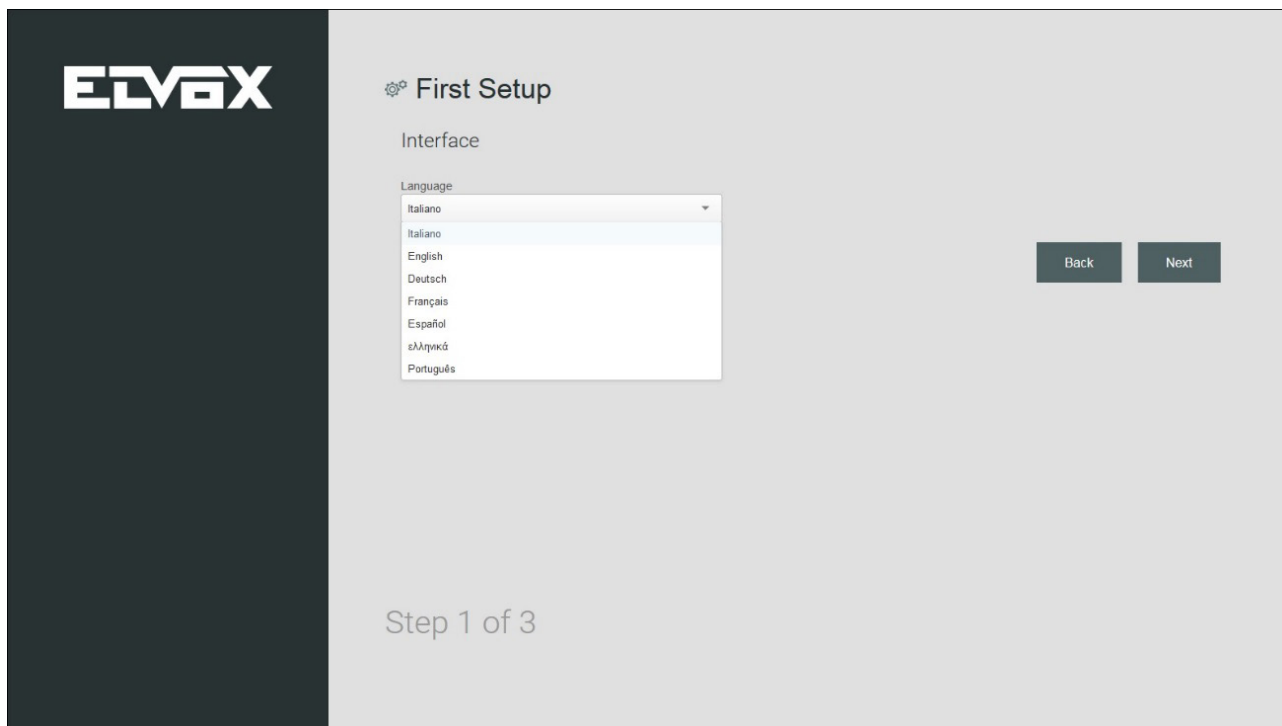 ELVOX
First Setup
Interface
Language
Italiano
Italiano
English
Deutsch
Français
Español
ελληνικά
Português
Back
Next
Step 1 of 3